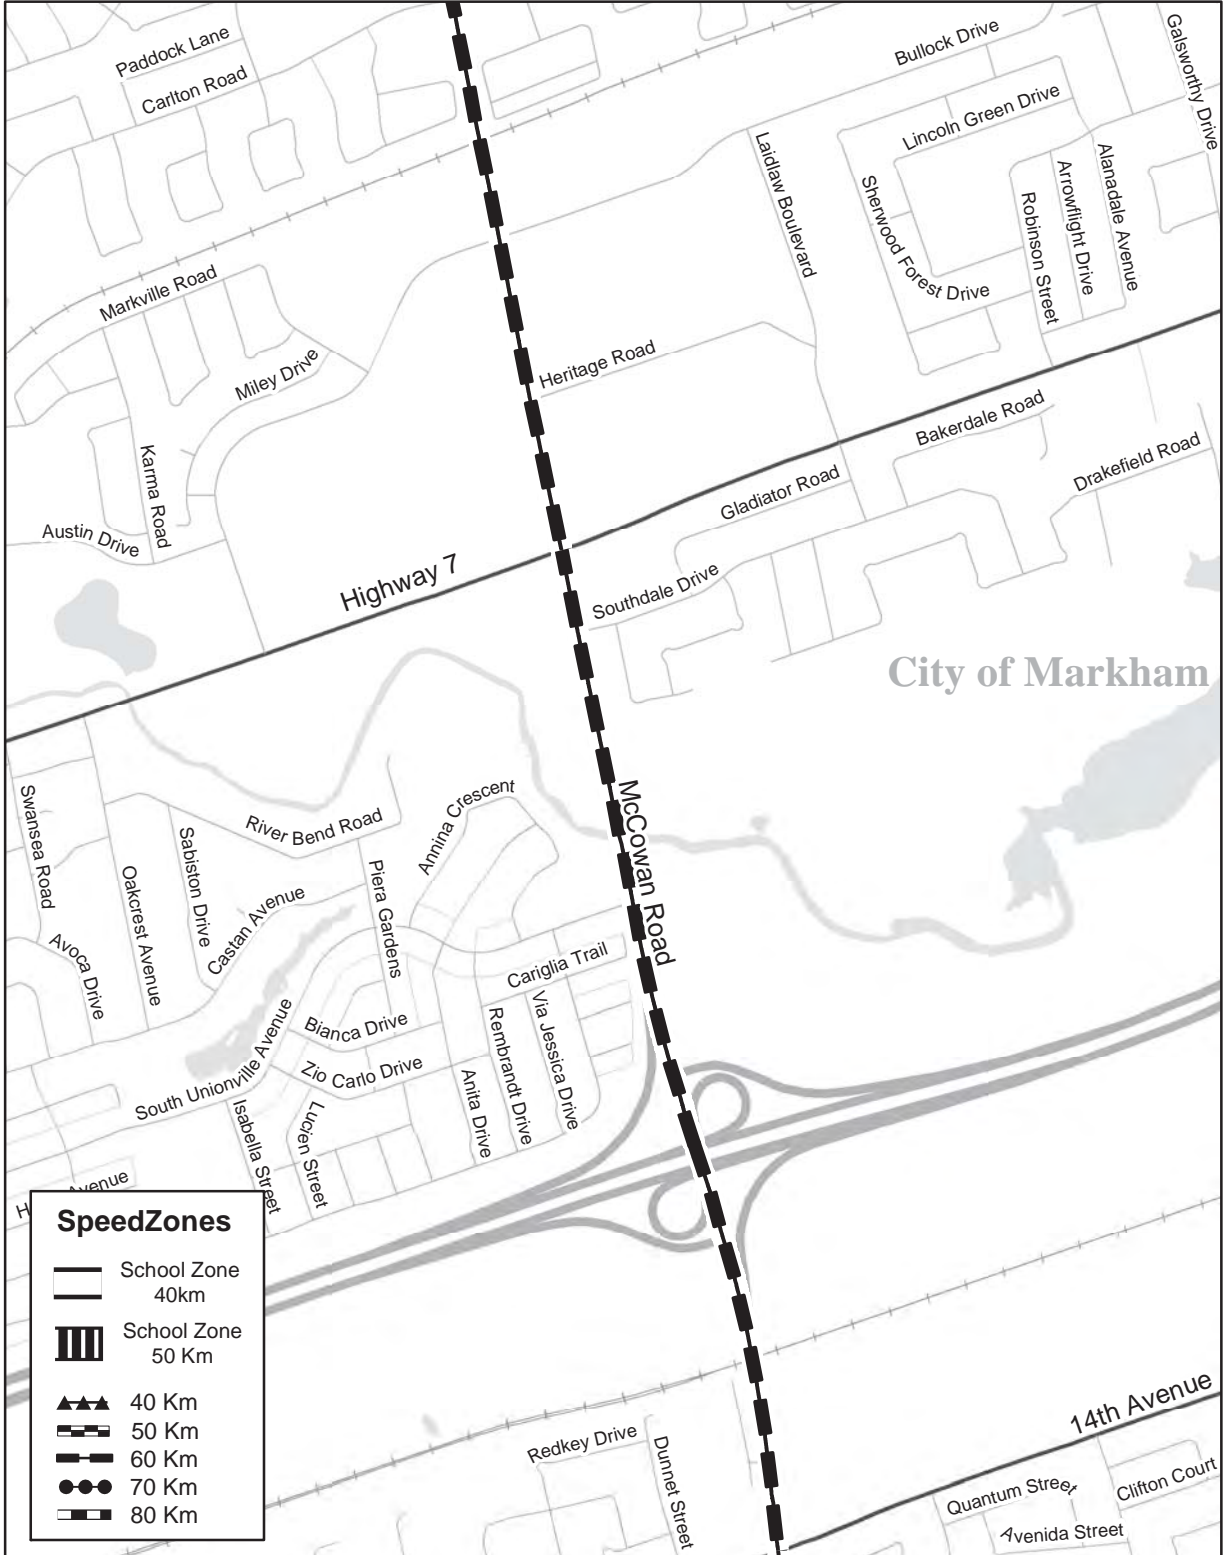 Paddock Lane
Carlton Road
Bullock Drive
Galsworthy Drive
Lincoln Green Drive
Laidlaw Boulevard
Sherwood Forest Drive
Robinson Street
Arrowflight Drive
Alanadale Avenue
Markville Road
Miley Drive
Heritage Road
Karma Road
Austin Drive
Bakerdale Road
Drakefield Road
Gladiator Road
Highway 7
Southdale Drive
City of Markham
McCowan Road
Swansea Road
River Bend Road
Annina Crescent
Sabiston Drive
Oakcrest Avenue
Piera Gardens
Castan Avenue
Avoca Drive
Cariglia Trail
Bianca Drive
Via Jessica Drive
Rembrandt Drive
Zio Carlo Drive
South Unionville Avenue
Anita Drive
Isabella Street
Lucien Street
Avenue
SpeedZones
School Zone
40km
School Zone
50 Km
40 Km
50 Km
60 Km
70 Km
80 Km
14th Avenue
Redkey Drive
Dunnet Street
Quantum Street
Clifton Court
Avenida Street